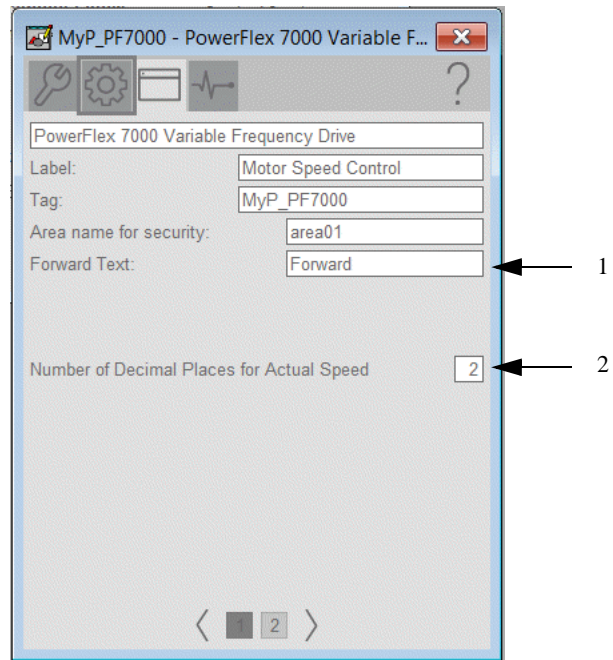 MyP_PF7000 - PowerFlex 7000 Variable F...
?
PowerFlex 7000 Variable Frequency Drive
Label: Motor Speed Control
Tag: MyP_PF7000
Area name for security: area01
Forward Text: Forward 1
Number of Decimal Places for Actual Speed 2 2
1 2